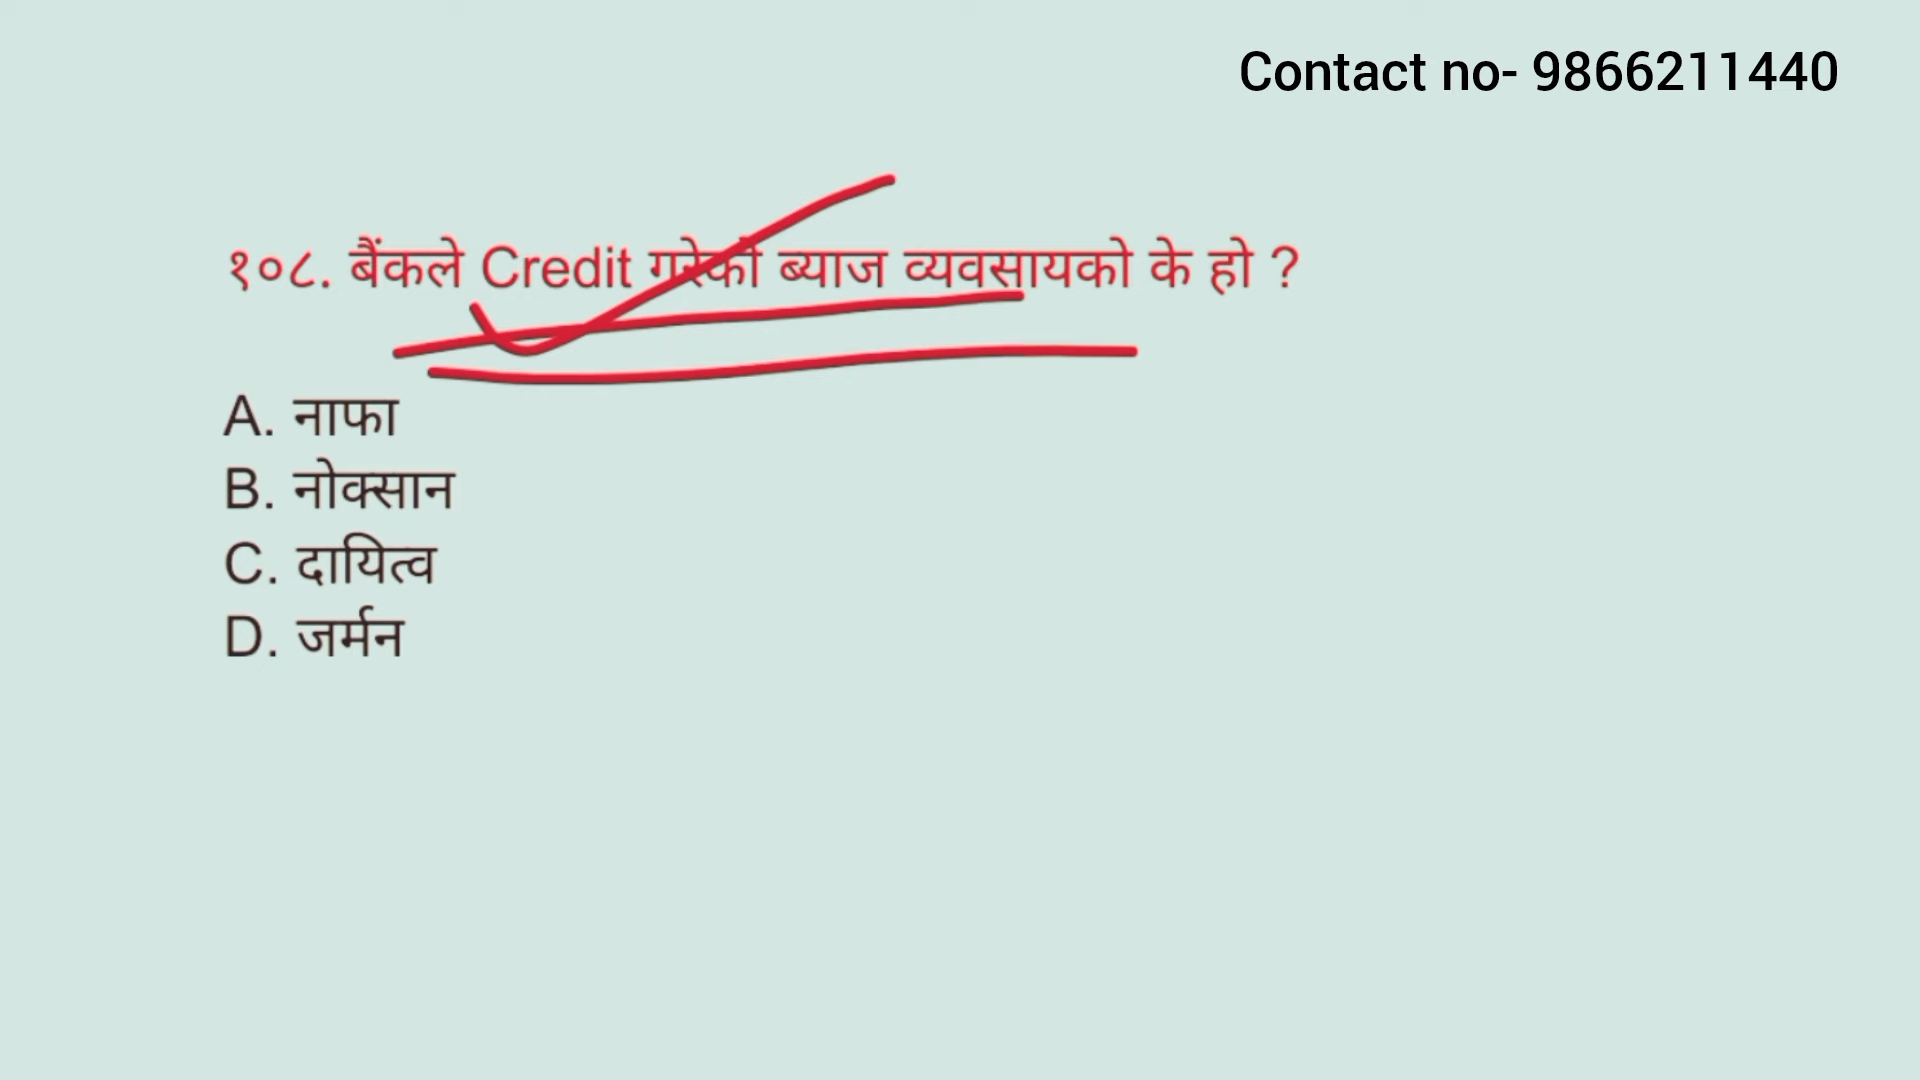 Contact no- 9866211440
१०८. बैंकले Credit गरेको ब्याज व्यवसायको के हो ?
A. नाफा
B. नोक्सान
C. दायित्व
D. जर्मन